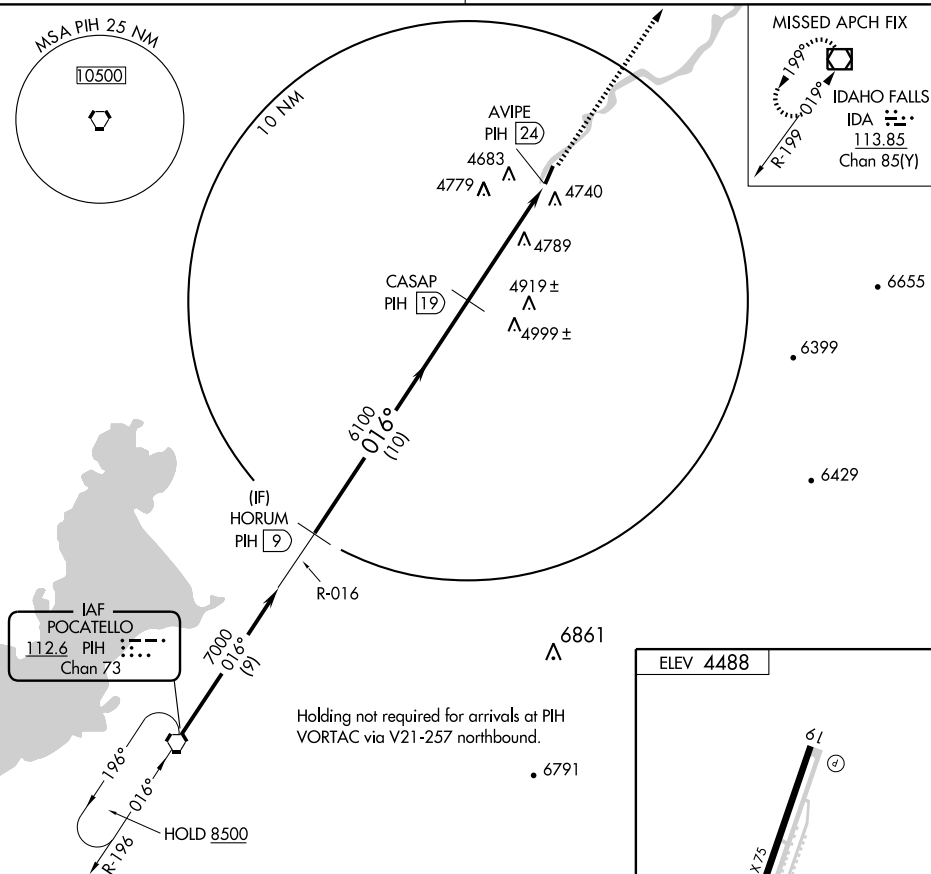 MSA PIH 25 NM
10500
10 NM
MISSED APCH FIX
199°
019°
R-199
IDAHO FALLS
IDA
113.85
Chan 85(Y)
AVIPE
PIH 24
4683
4779
4740
4789
CASAP
PIH 19
4919 ±
4999 ±
6655
6399
6429
6100
016°
(10)
(IF)
HORUM
PIH 9
R-016
IAF
POCATELLO
112.6 PIH
Chan 73
7000
016°
(9)
6861
Holding not required for arrivals at PIH
VORTAC via V21-257 northbound.
6791
196°
016°
R-196
HOLD 8500
ELEV 4488
19
P
X 75